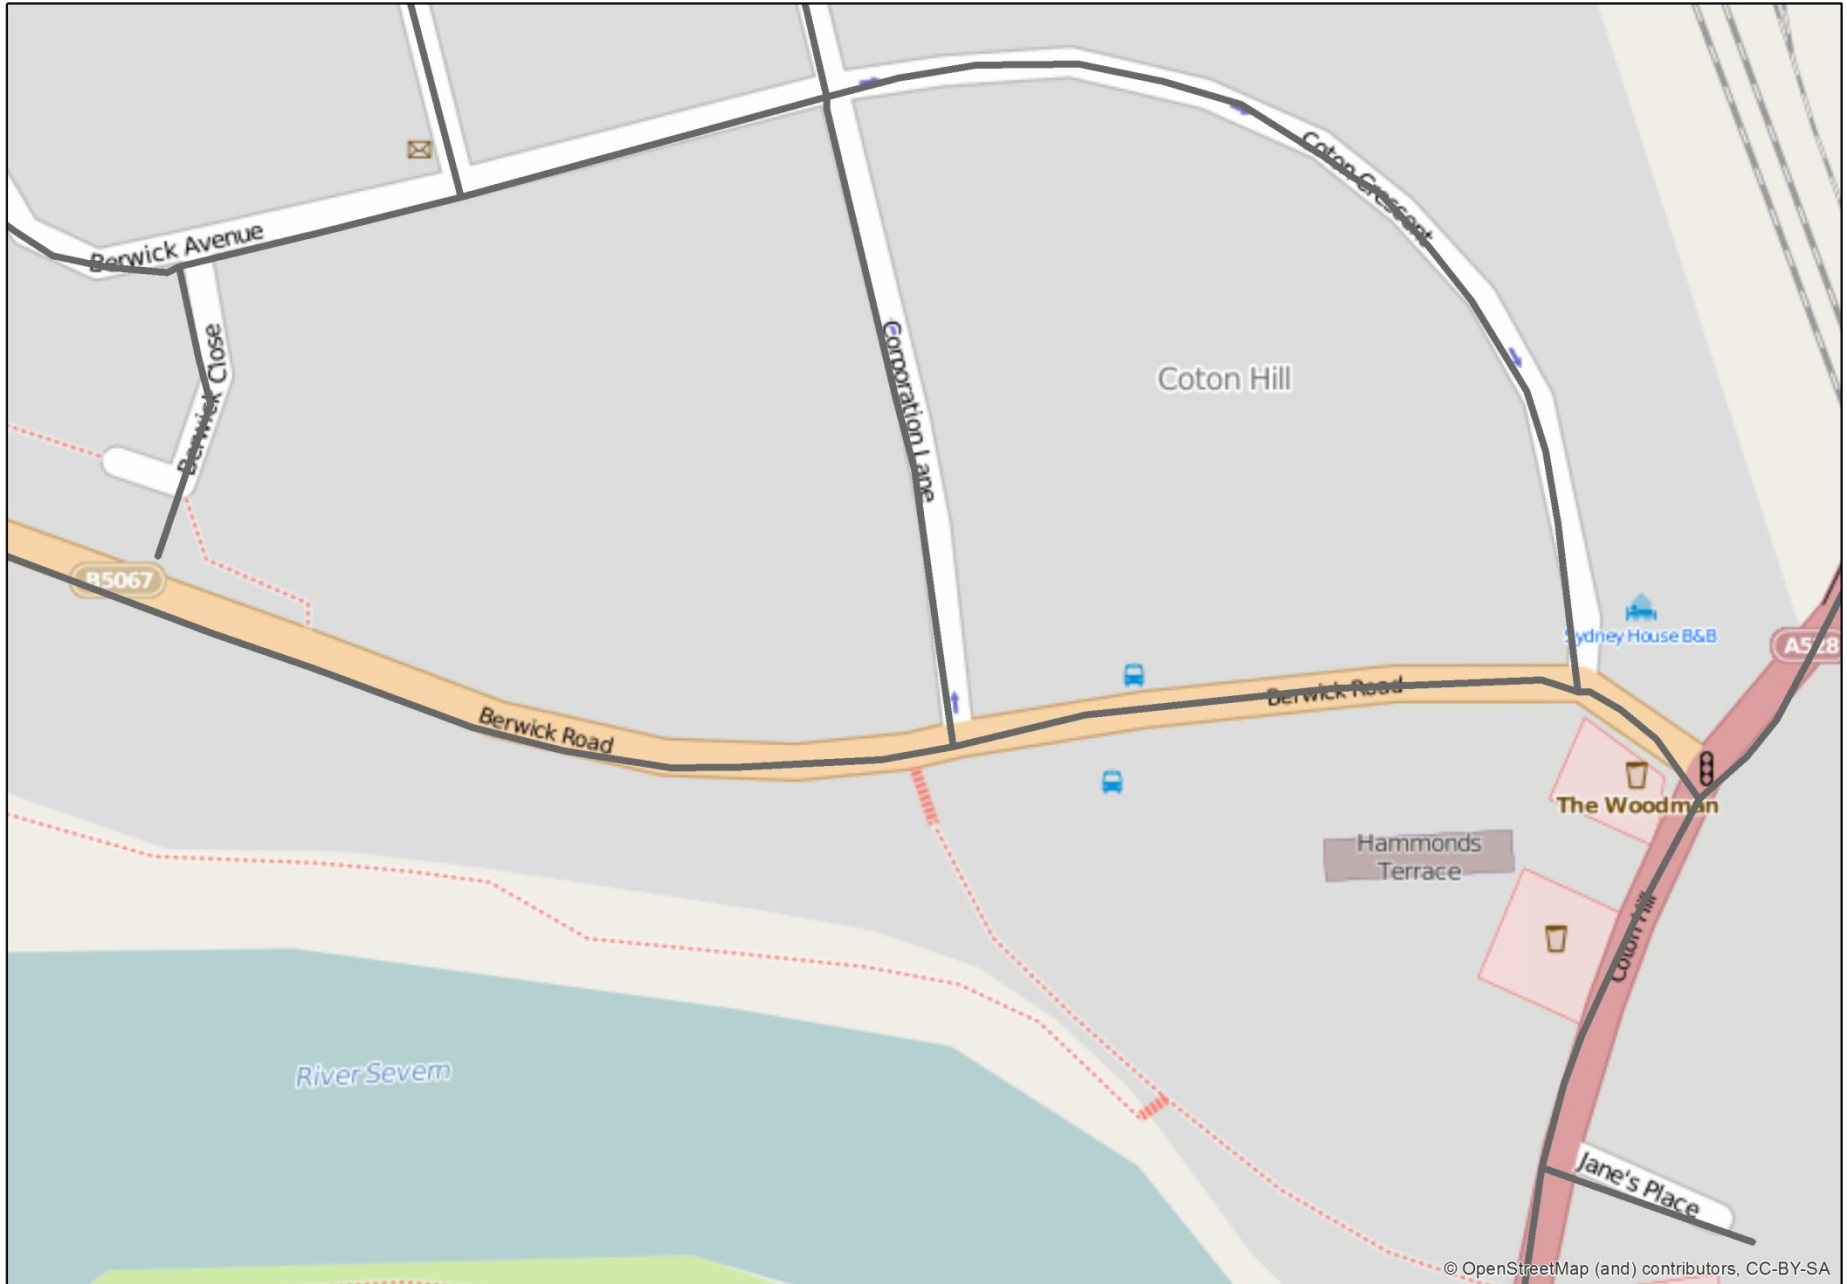 Coton Crescent
Berwick Avenue
Berwick Close
Corporation Lane
Coton Hill
B5067
Sydney House B&B
A528
Berwick Road
Berwick Road
The Woodman
Hammonds
Terrace
Coton Hill
River Severn
Jane's Place
© OpenStreetMap (and) contributors, CC-BY-SA